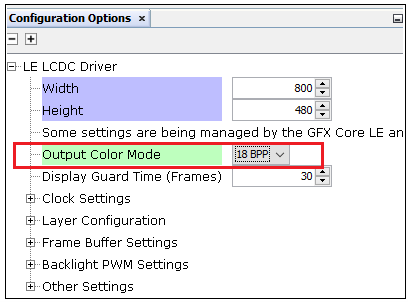 Configuration Options ×
LE LCDC Driver
Width 800
Height 480
Some settings are being managed by the GFX Core LE an
Output Color Mode 18 BPP
Display Guard Time (Frames) 30
Clock Settings
Layer Configuration
Frame Buffer Settings
Backlight PWM Settings
Other Settings